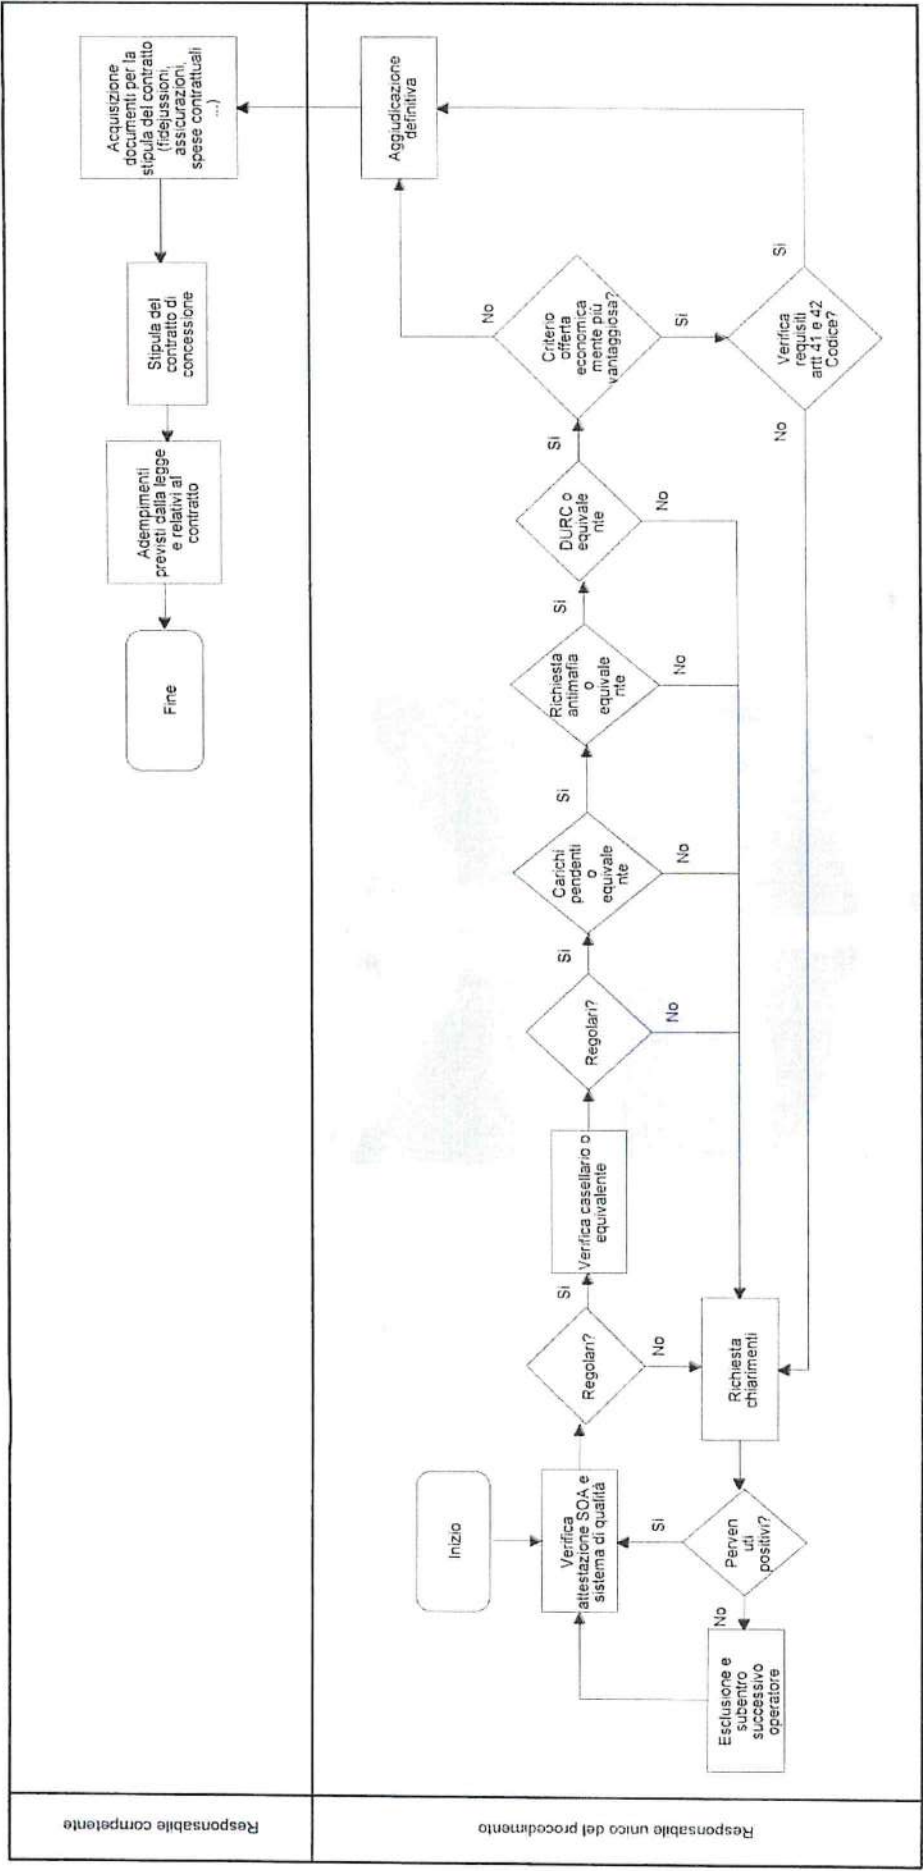 Responsabile competente
Acquisizione
documenti per la
stipula del contratto
(fidejussioni,
assicurazioni,
spese contrattuali
...)
Stipula del
contratto di
concessione
Adempimenti
previsti dalla legge
e relativi al
contratto
Fine
Responsabile unico del procedimento
Inizio
Verifica
attestazione SOA e
sistema di qualità
Regolari?
Si
No
Verifica casellario o
equivalente
Regolari?
Si
No
Carichi
pendenti
o
equivale
nte
Si
No
Richiesta
antimafia
o
equivale
nte
Si
No
DURC o
equivale
nte
Si
No
Criterio
offerta
economica
mente più
vantaggiosa?
No
Si
Verifica
requisiti
artt 41 e 42
Codice?
Si
No
Aggiudicazione
definitiva
Richiesta
chiarimenti
Perven
uti
positivi?
Si
No
Esclusione e
subentro
successivo
operatore